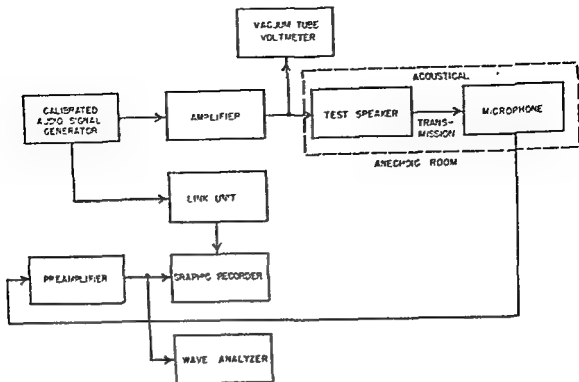 VACUUM TUBE
VOLTMETER
ACOUSTICAL
CALIBRATED
AUDIO SIGNAL
GENERATOR
AMPLIFIER
TEST SPEAKER
TRANS-
MISSION
MICROPHONE
ANECHOIC ROOM
LINK UNIT
PREAMPLIFIER
GRAPHIC RECORDER
WAVE ANALYZER